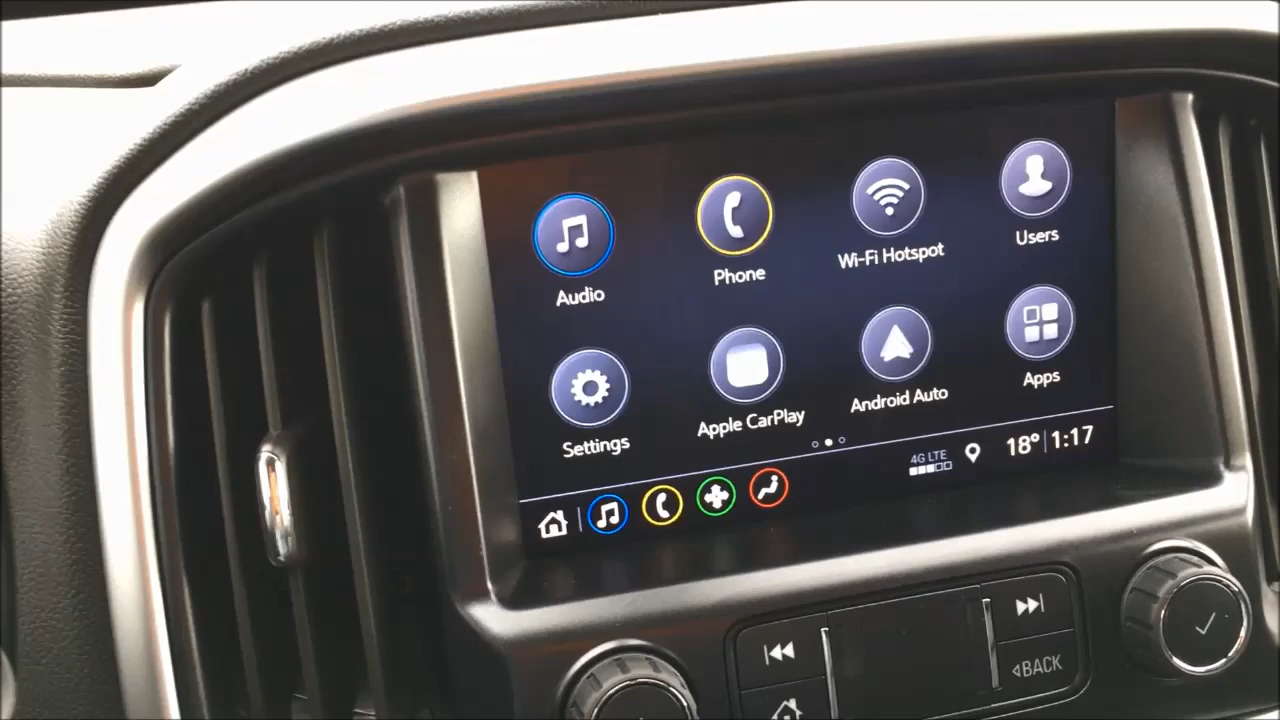 Audio
Phone
Wi-Fi Hotspot
Users
Settings
Apple CarPlay
Android Auto
Apps
4G LTE
18° 1:17
BACK